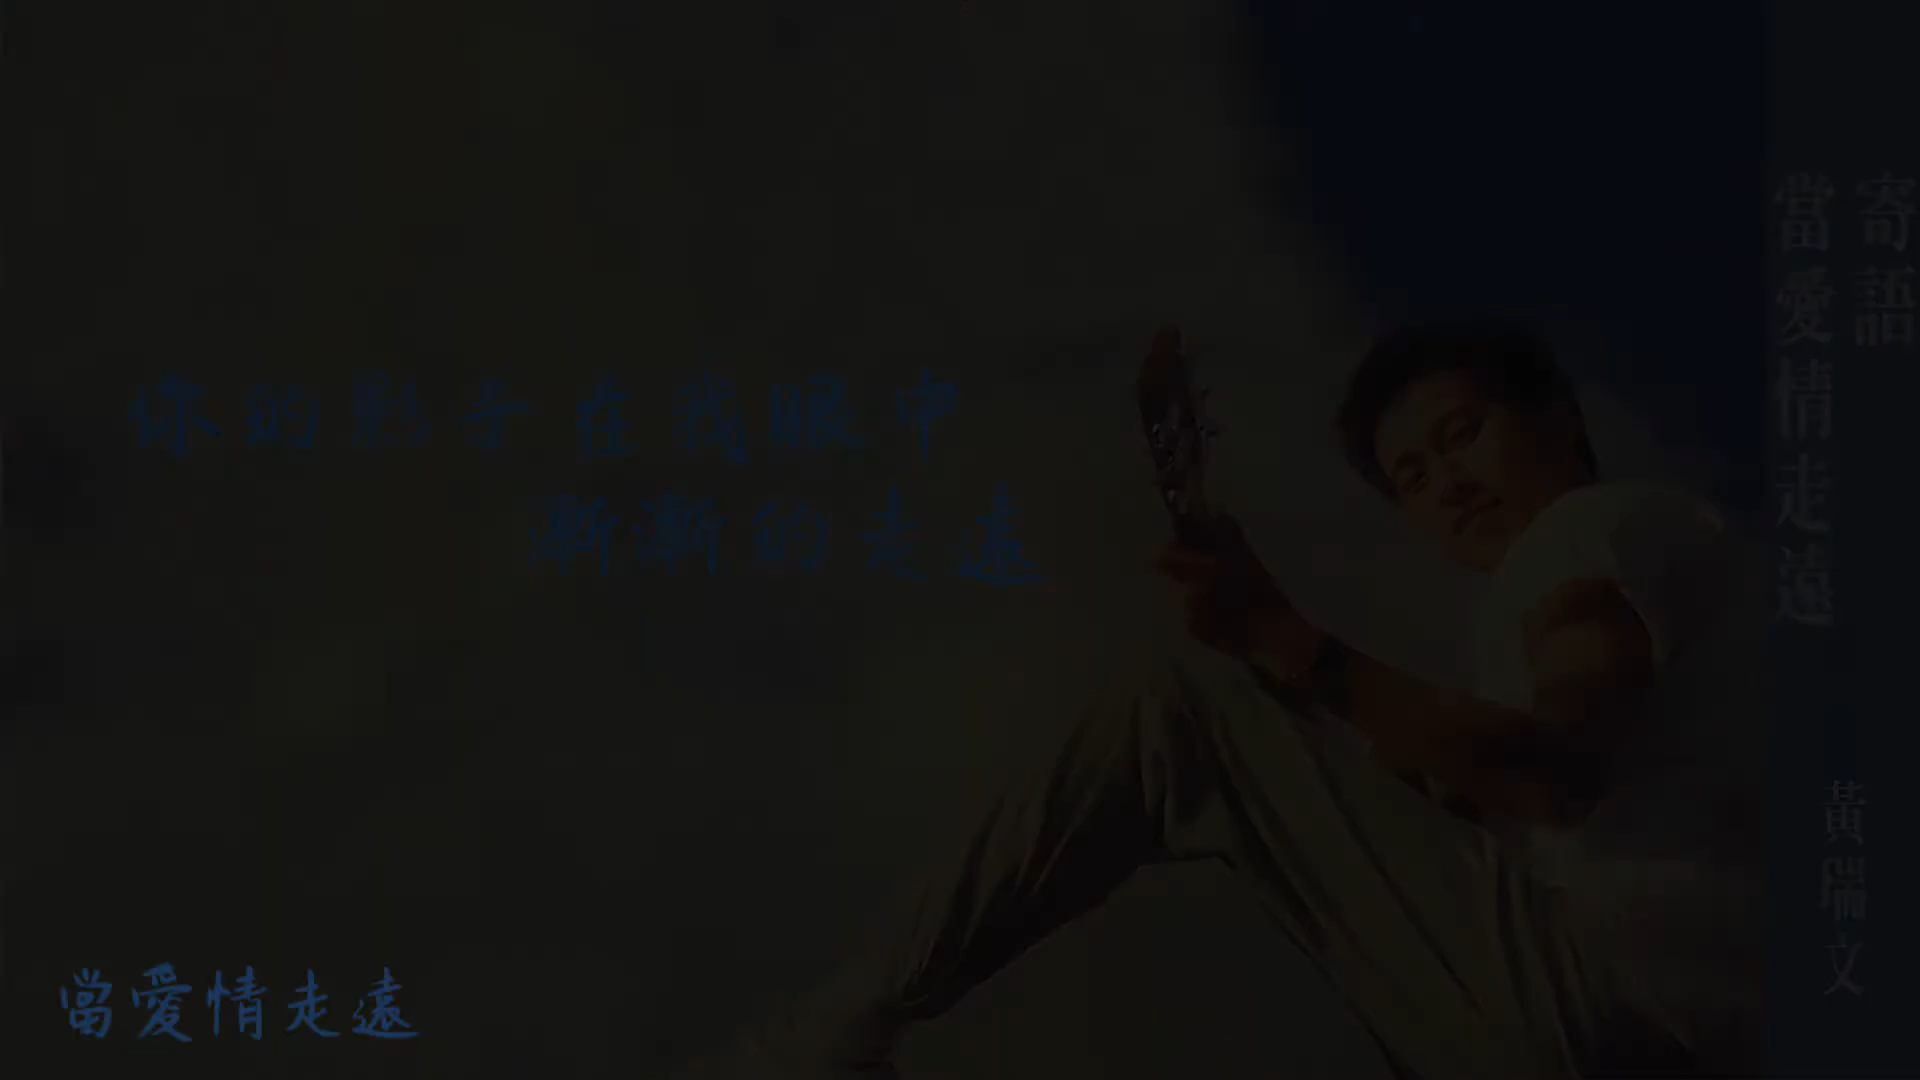 你的影子在我眼中
漸漸的走遠
當愛情走遠
寄語
當愛情走遠
黃瑞文